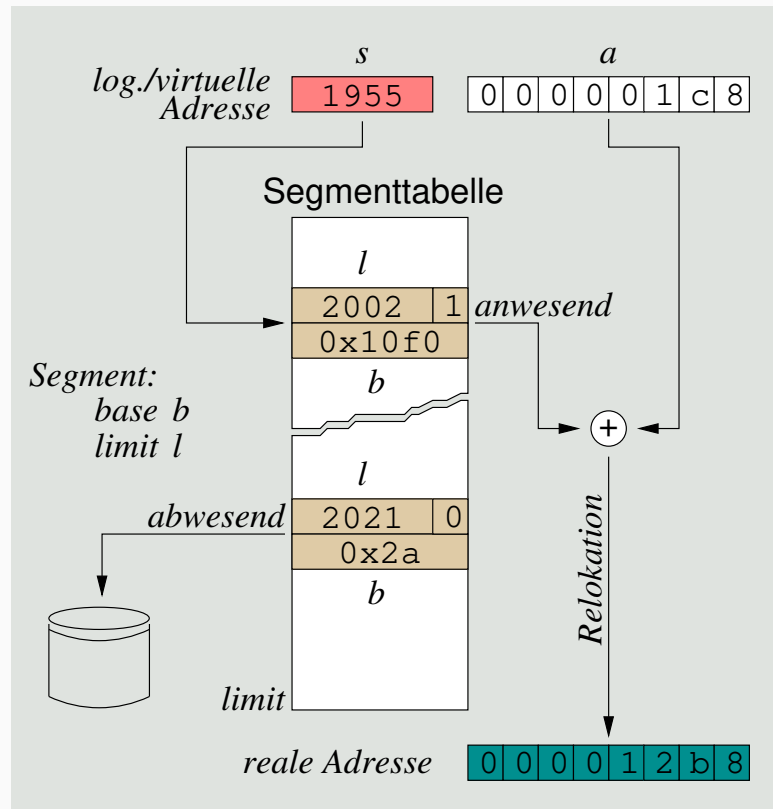 s
a
log./virtuelle
Adresse
1955
0 0 0 0 0 1 c 8
Segmenttabelle
l
2002 1
anwesend
0x10f0
b
Segment:
base b
limit l
+
l
abwesend
2021 0
0x2a
b
Relokation
limit
reale Adresse
0 0 0 0 1 2 b 8